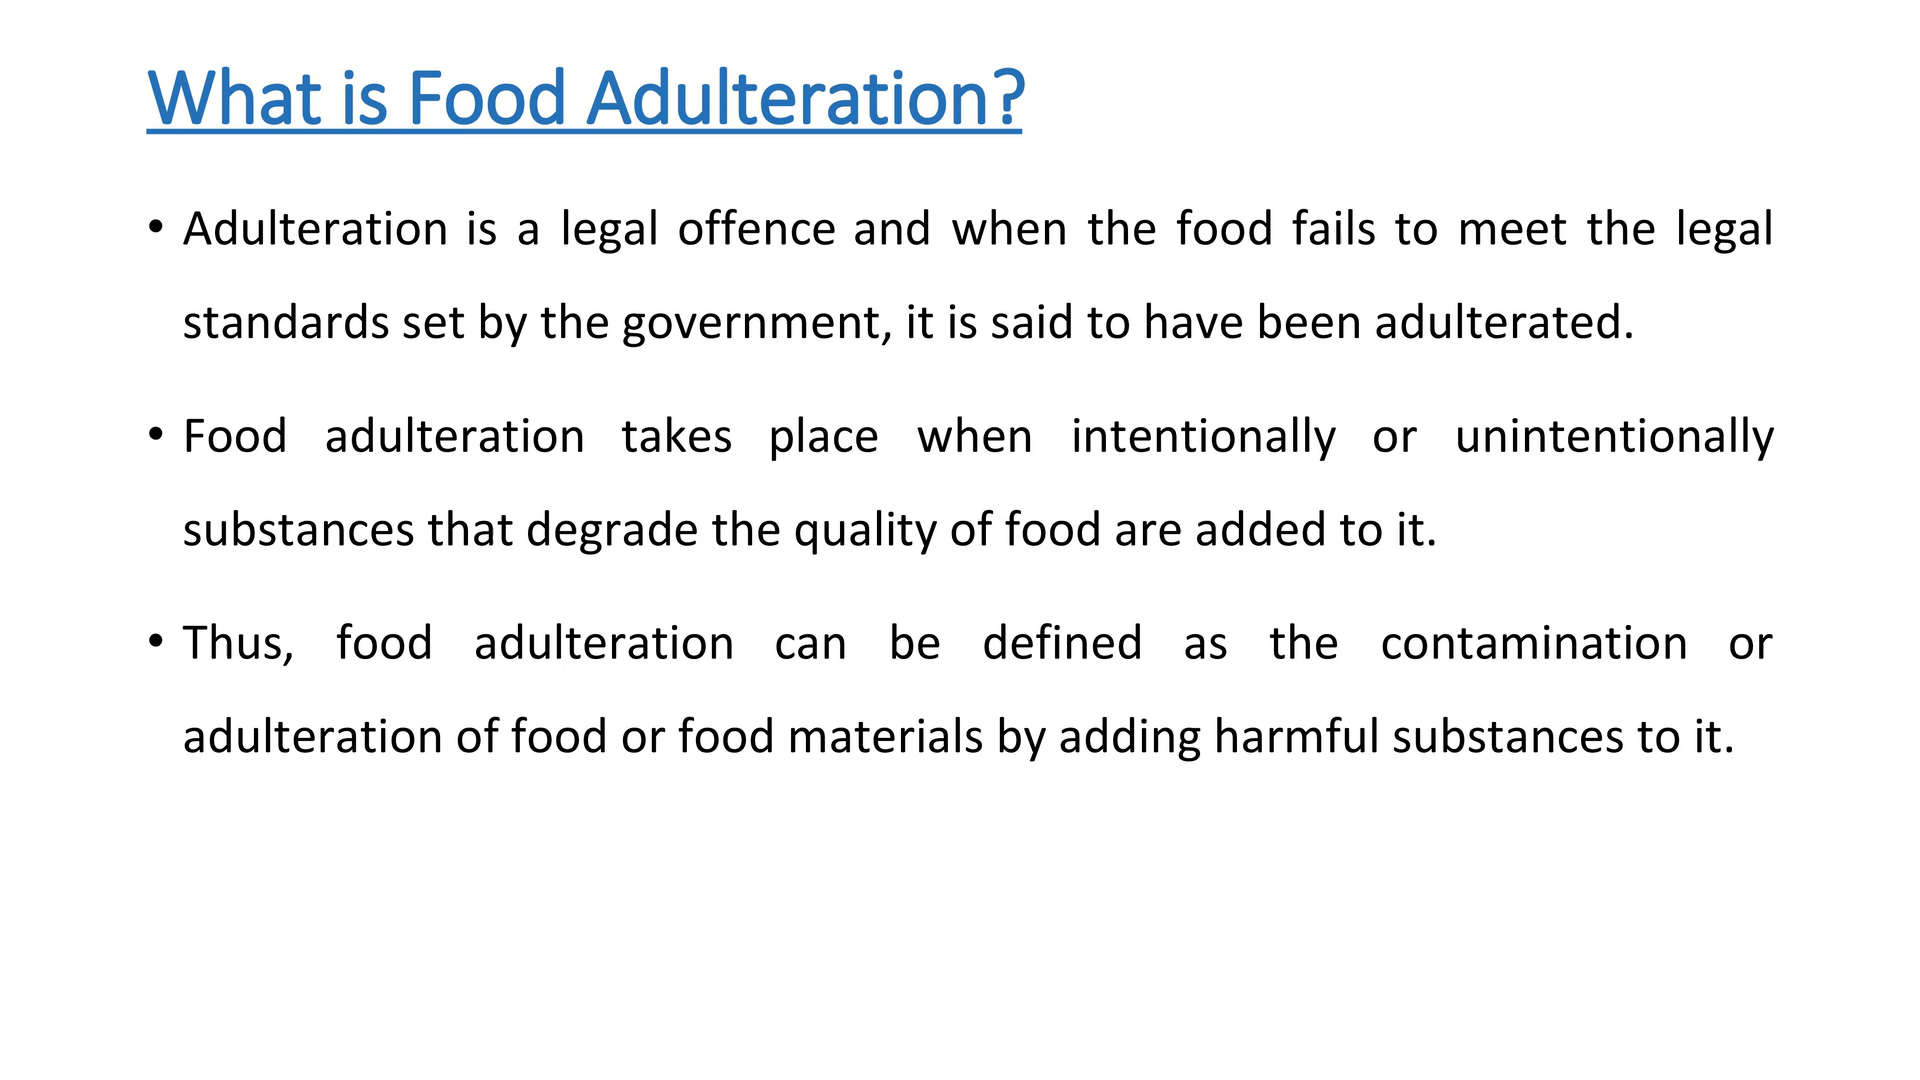 What is Food Adulteration?
• Adulteration is a legal offence and when the food fails to meet the legal
standards set by the government, it is said to have been adulterated.
• Food adulteration takes place when intentionally or unintentionally
substances that degrade the quality of food are added to it.
• Thus, food adulteration can be defined as the contamination or
adulteration of food or food materials by adding harmful substances to it.